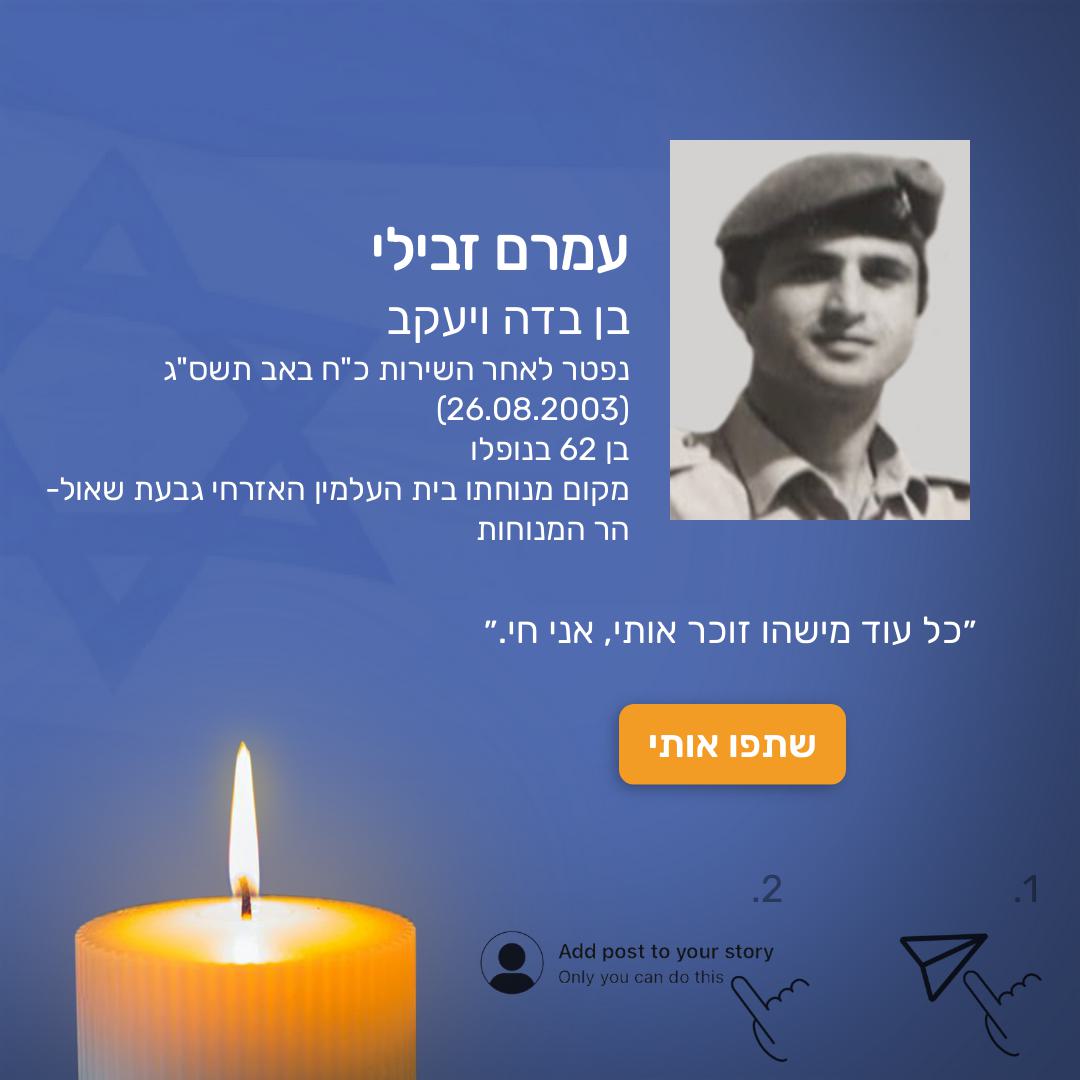 עמרם זבילי
בן בדה ויעקב
נפטר לאחר השירות כ"ח באב תשס"ג
(26.08.2003)
בן 62 בנופלו
מקום מנוחתו בית העלמין האזרחי גבעת שאול-
הר המנוחות
״כל עוד מישהו זוכר אותי, אני חי.״
שתפו אותי
.1
.2
Add post to your story
Only you can do this